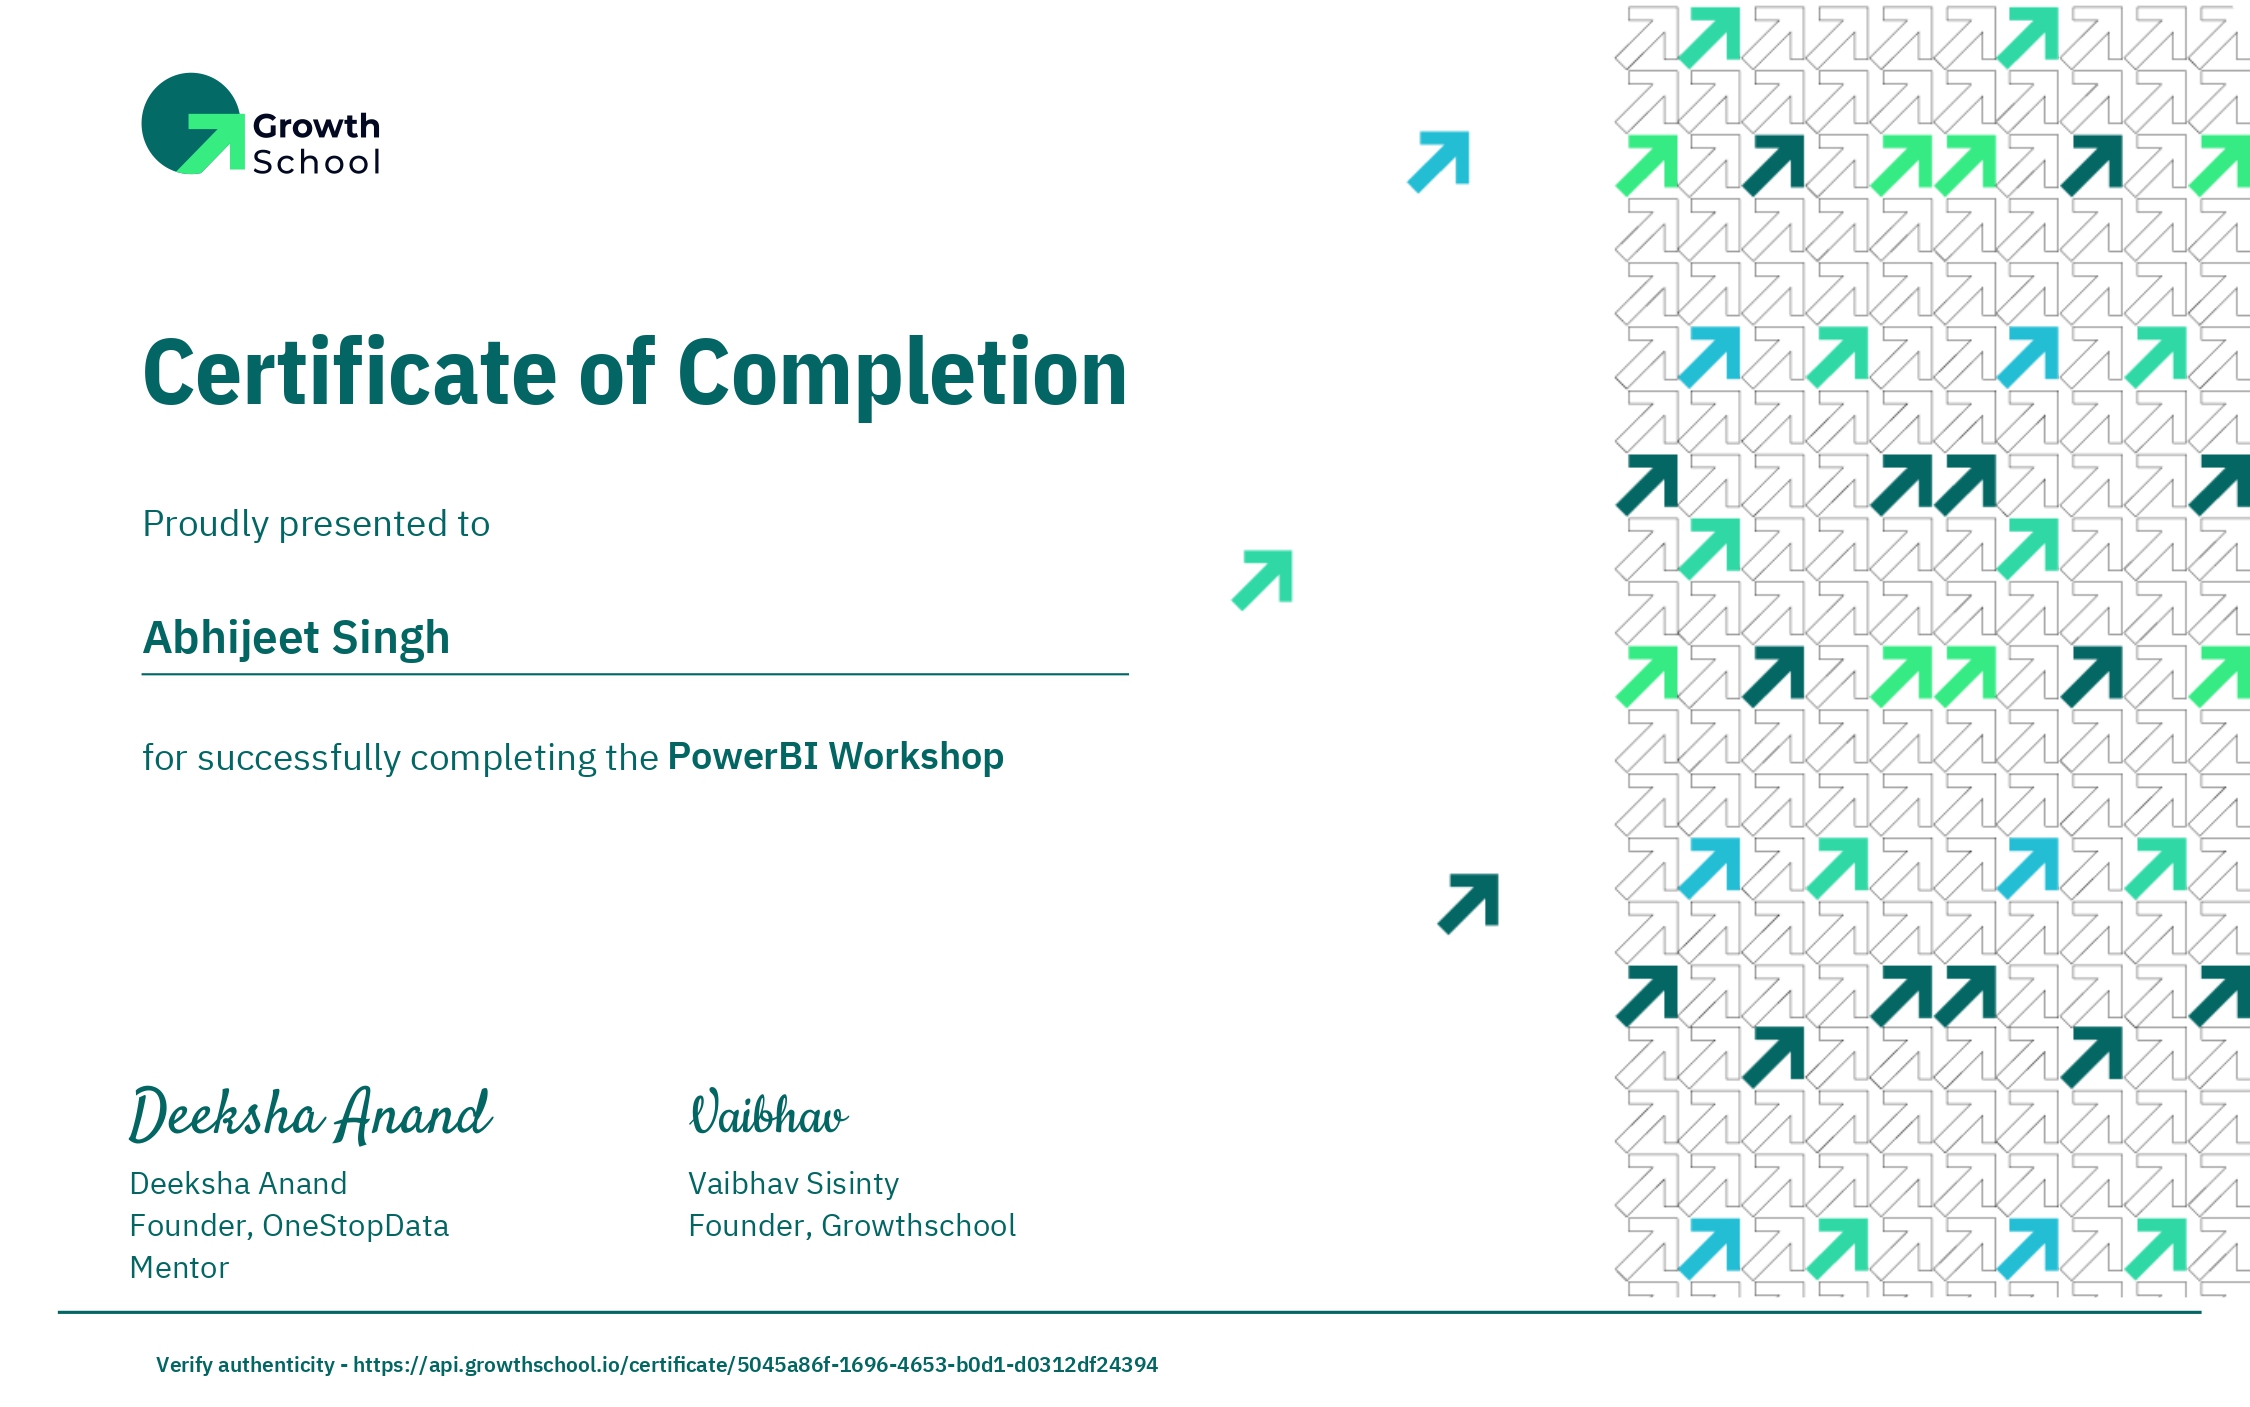 Growth
School
Certificate of Completion
Proudly presented to
Abhijeet Singh
for successfully completing the PowerBI Workshop
Deeksha Anand
Vaibhav
Deeksha Anand
Founder, OneStopData
Mentor
Vaibhav Sisinty
Founder, Growthschool
Verify authenticity - https://api.growthschool.io/certificate/5045a86f-1696-4653-b0d1-d0312df24394